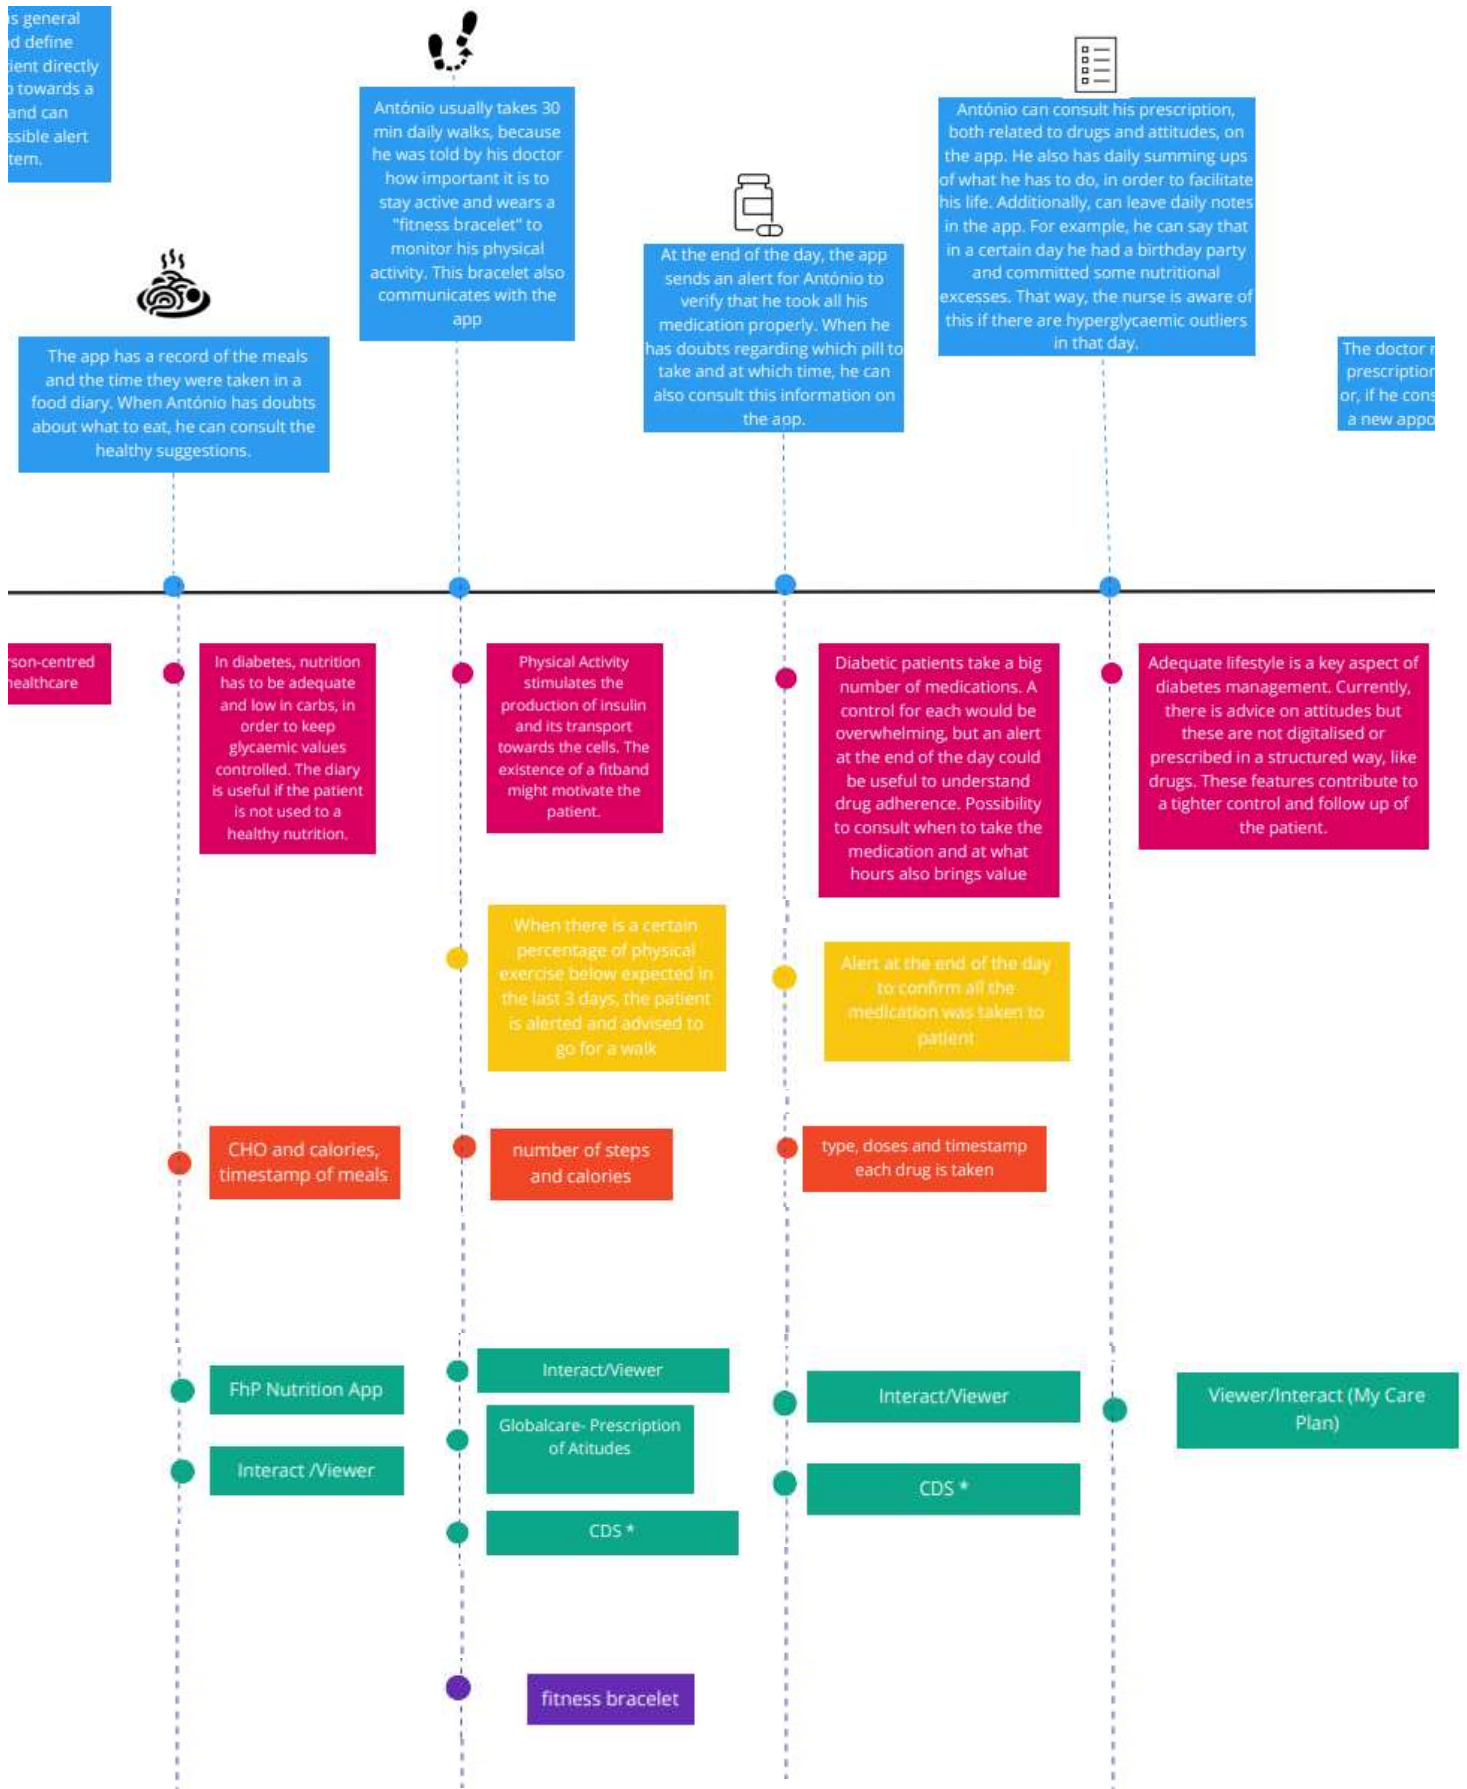 s general
d define
ient directly
towards a
and can
ssible alert
tem.
António usually takes 30
min daily walks, because
he was told by his doctor
how important it is to
stay active and wears a
"fitness bracelet" to
monitor his physical
activity. This bracelet also
communicates with the
app
António can consult his prescription,
both related to drugs and attitudes, on
the app. He also has daily summing ups
of what he has to do, in order to facilitate
his life. Additionally, can leave daily notes
in the app. For example, he can say that
in a certain day he had a birthday party
and committed some nutritional
excesses. That way, the nurse is aware of
this if there are hyperglycaemic outliers
in that day.
At the end of the day, the app
sends an alert for António to
verify that he took all his
medication properly. When he
has doubts regarding which pill to
take and at which time, he can
also consult this information on
the app.
The app has a record of the meals
and the time they were taken in a
food diary. When António has doubts
about what to eat, he can consult the
healthy suggestions.
The doctor
prescription
or, if he cons
a new appo
rson-centred
healthcare
In diabetes, nutrition
has to be adequate
and low in carbs, in
order to keep
glycaemic values
controlled. The diary
is useful if the patient
is not used to a
healthy nutrition.
Physical Activity
stimulates the
production of insulin
and its transport
towards the cells. The
existence of a fitband
might motivate the
patient.
Diabetic patients take a big
number of medications. A
control for each would be
overwhelming, but an alert
at the end of the day could
be useful to understand
drug adherence. Possibility
to consult when to take the
medication and at what
hours also brings value
Adequate lifestyle is a key aspect of
diabetes management. Currently,
there is advice on attitudes but
these are not digitalised or
prescribed in a structured way, like
drugs. These features contribute to
a tighter control and follow up of
the patient.
When there is a certain
percentage of physical
exercise below expected in
the last 3 days, the patient
is alerted and advised to
go for a walk
Alert at the end of the day
to confirm all the
medication was taken to
patient
CHO and calories,
timestamp of meals
number of steps
and calories
type, doses and timestamp
each drug is taken
FhP Nutrition App
Interact /Viewer
Interact/Viewer
Globalcare- Prescription
of Atitudes
CDS *
Interact/Viewer
CDS *
Viewer/Interact (My Care
Plan)
fitness bracelet